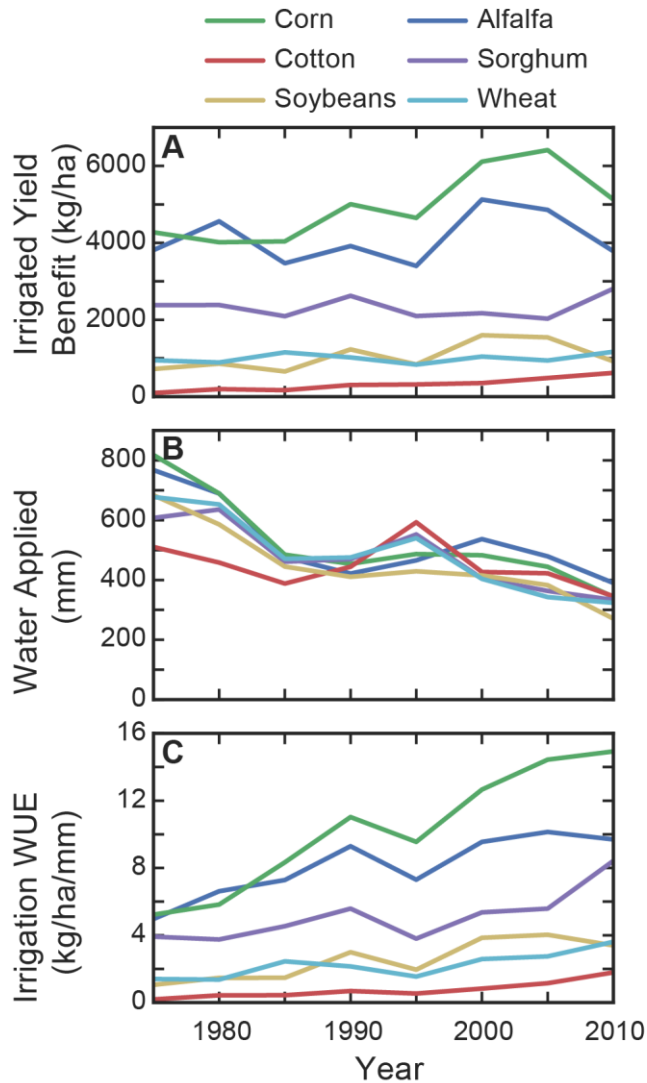 Corn Alfalfa
Cotton Sorghum
Soybeans Wheat
A
Irrigated Yield
Benefit (kg/ha)
6000
4000
2000
0
B
Water Applied
(mm)
800
600
400
200
0
C
Irrigation WUE
(kg/ha/mm)
16
12
8
4
0
1980 1990 2000 2010
Year